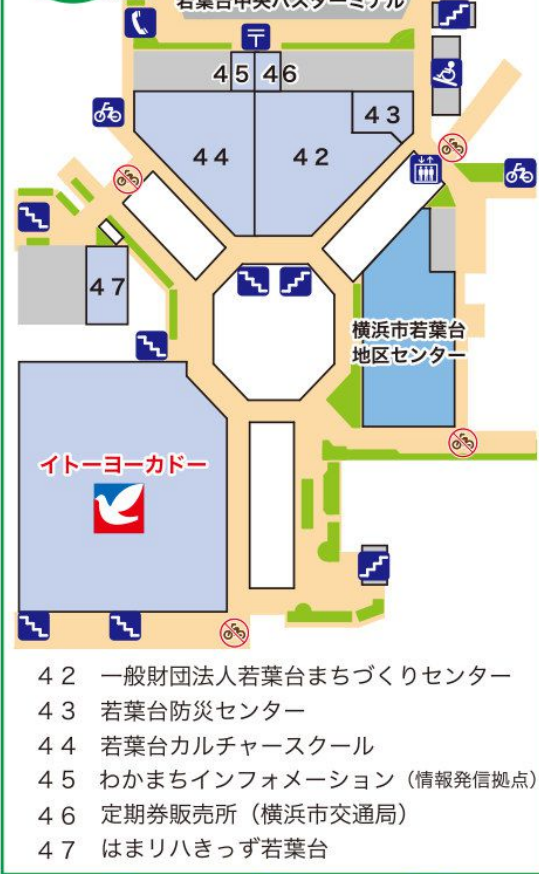 若葉台中央バスターミナル
〒
45 46
43
44
42
47
横浜市若葉台
地区センター
イトーヨーカドー
42 一般財団法人若葉台まちづくりセンター
43 若葉台防災センター
44 若葉台カルチャースクール
45 わかまちインフォメーション（情報発信拠点）
46 定期券販売所（横浜市交通局）
47 はまリハきっず若葉台